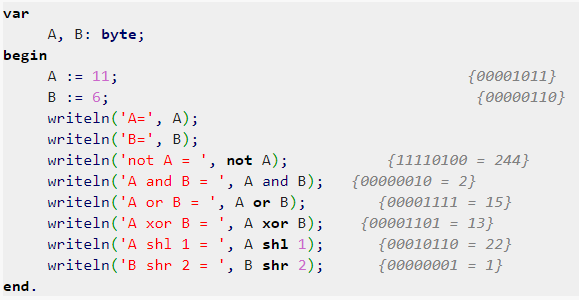 var
A, B: byte;
begin
A := 11; {00001011}
B := 6; {00000110}
writeln('A=', A);
writeln('B=', B);
writeln('not A = ', not A); {11110100 = 244}
writeln('A and B = ', A and B); {00000010 = 2}
writeln('A or B = ', A or B); {00001111 = 15}
writeln('A xor B = ', A xor B); {00001101 = 13}
writeln('A shl 1 = ', A shl 1); {00010110 = 22}
writeln('B shr 2 = ', B shr 2); {00000001 = 1}
end.